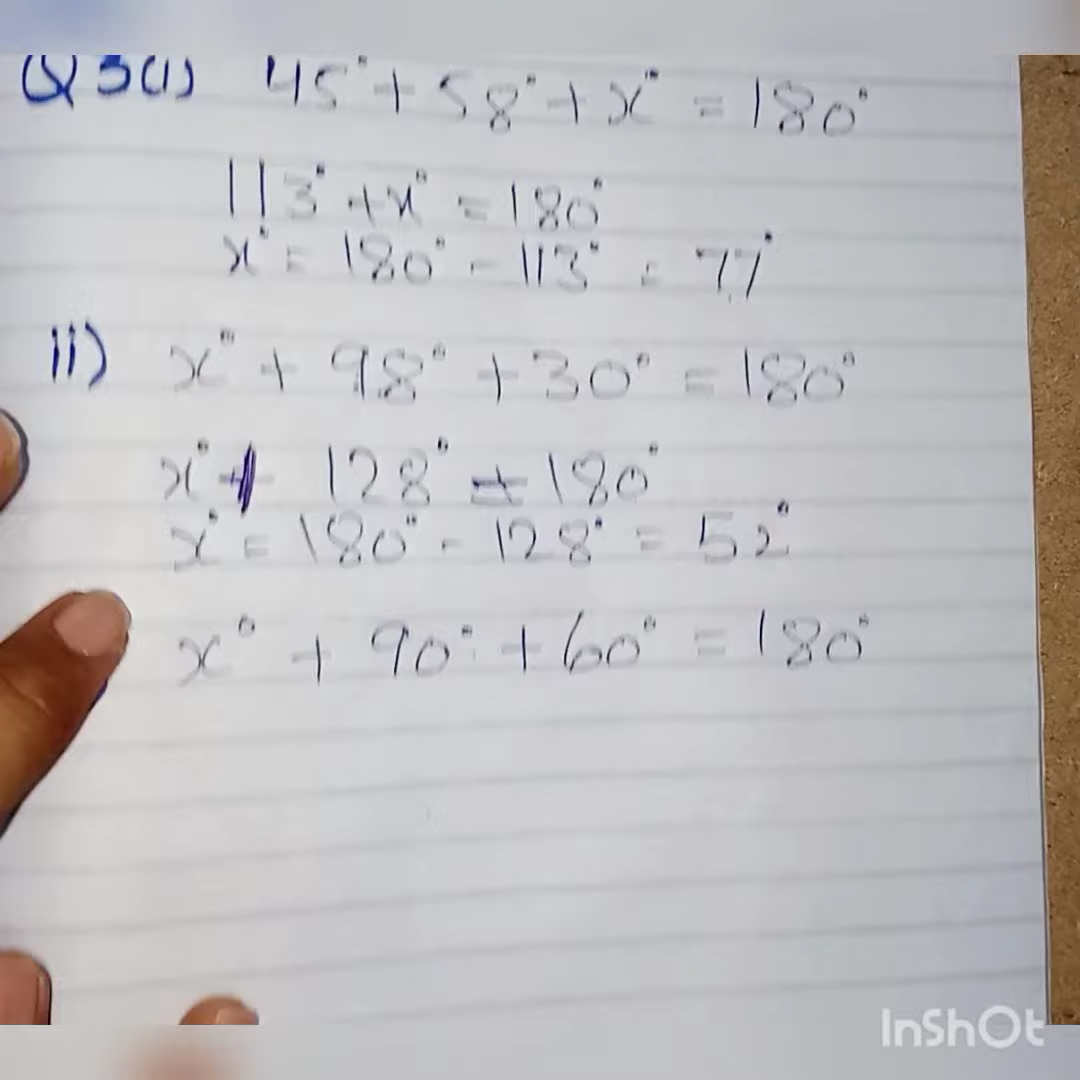 Q 3(i) 45° + 58° + x° = 180°
113° + x° = 180°
x° = 180° - 113° = 77°
ii) x° + 98° + 30° = 180°
x° + 128° = 180°
x° = 180° - 128° = 52°
x° + 90° + 60° = 180°
InShOt